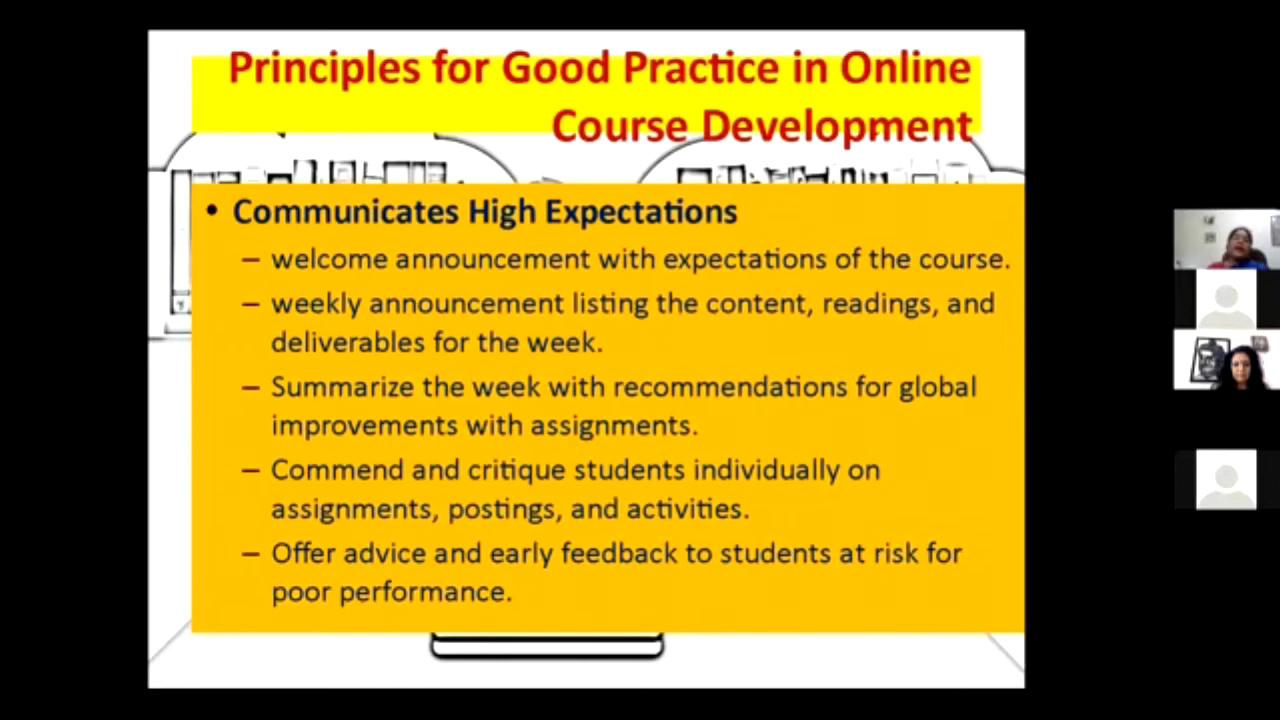 Principles for Good Practice in Online
Course Development
• Communicates High Expectations
– welcome announcement with expectations of the course.
– weekly announcement listing the content, readings, and
deliverables for the week.
– Summarize the week with recommendations for global
improvements with assignments.
– Commend and critique students individually on
assignments, postings, and activities.
– Offer advice and early feedback to students at risk for
poor performance.